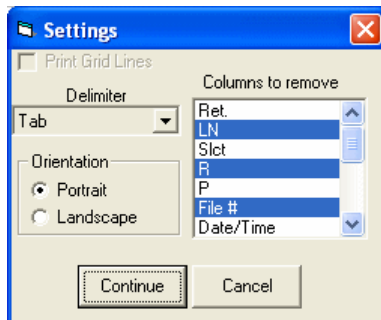 Settings
Print Grid Lines
Delimiter
Tab
Orientation
Portrait
Landscape
Columns to remove
Ret.
LN
Slct
R
P
File #
Date/Time
Continue
Cancel